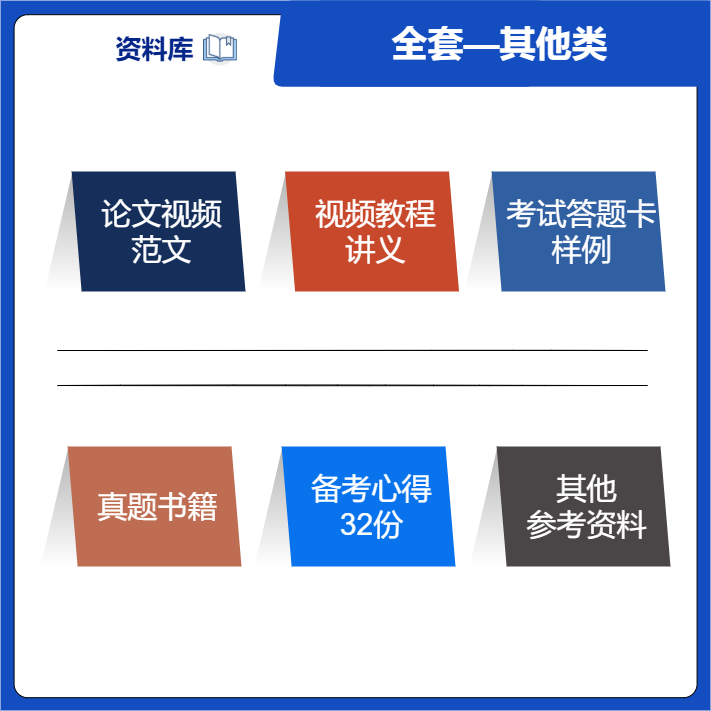 资料库
全套—其他类
论文视频
范文
视频教程
讲义
考试答题卡
样例
真题书籍
备考心得
32份
其他
参考资料